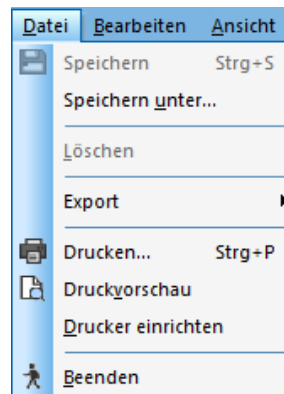 Datei Bearbeiten Ansicht
Speichern Strg+S
Speichern unter...
Löschen
Export
Drucken... Strg+P
Druckvorschau
Drucker einrichten
Beenden